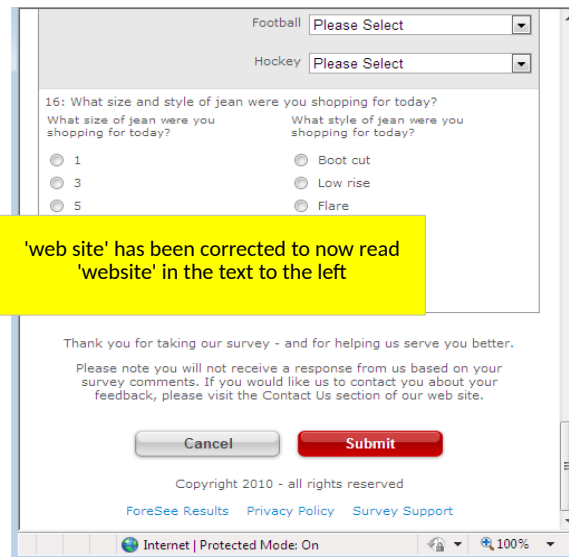 Football Please Select
Hockey Please Select
16: What size and style of jean were you shopping for today?
What size of jean were you
shopping for today?
What style of jean were you
shopping for today?
1
3
5
Boot cut
Low rise
Flare
'web site' has been corrected to now read
'website' in the text to the left
Thank you for taking our survey - and for helping us serve you better.
Please note you will not receive a response from us based on your
survey comments. If you would like us to contact you about your
feedback, please visit the Contact Us section of our web site.
Cancel Submit
Copyright 2010 - all rights reserved
ForeSee Results Privacy Policy Survey Support
Internet | Protected Mode: On 100%